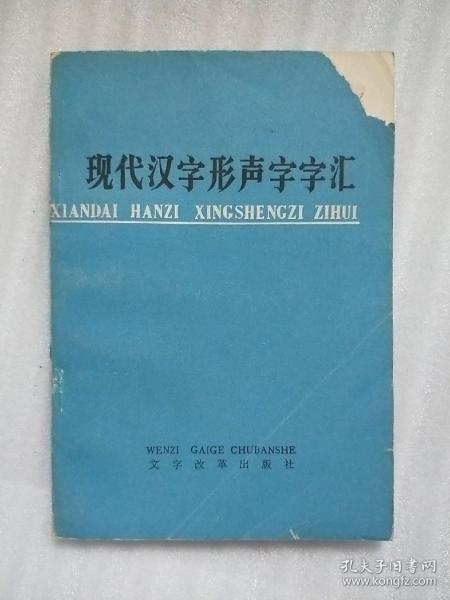 现代汉字形声字字汇
XIANDAI HANZI XINGSHENGZI ZIHUI
WENZI GAIGE CHUBANSHE
文字改革出版社
孔夫子旧书网
www.kongfz.com